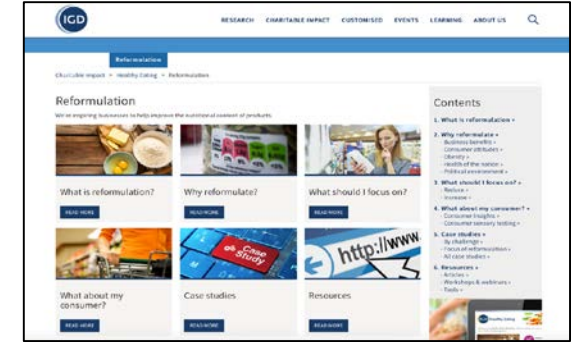 IGD
RESEARCH CHARITABLE IMPACT CUSTOMISED EVENTS LEARNING ABOUT US
Reformulation
Charitable impact Healthy Eating Reformulation
Reformulation
We're inspiring businesses to help improve the nutritional content of products.
What is reformulation?
READ MORE
Why reformulate?
READ MORE
What should I focus on?
READ MORE
What about my
consumer?
READ MORE
Case Study
Case studies
READ MORE
http://www
Resources
READ MORE
Contents
1. What is reformulation »
2. Why reformulate »
- Business benefits »
- Consumer attitudes »
- Obesity »
- Health of the nation »
- Political environment »
3. What should I focus on? »
- Reduce »
- Increase »
4. What about my consumer? »
- Consumer insights »
- Consumer sensory testing »
5. Case studies »
- By challenge »
- Focus of reformulation »
- All case studies »
6. Resources »
- Articles »
- Workshops & webinars »
- Tools »
Healthy Eating